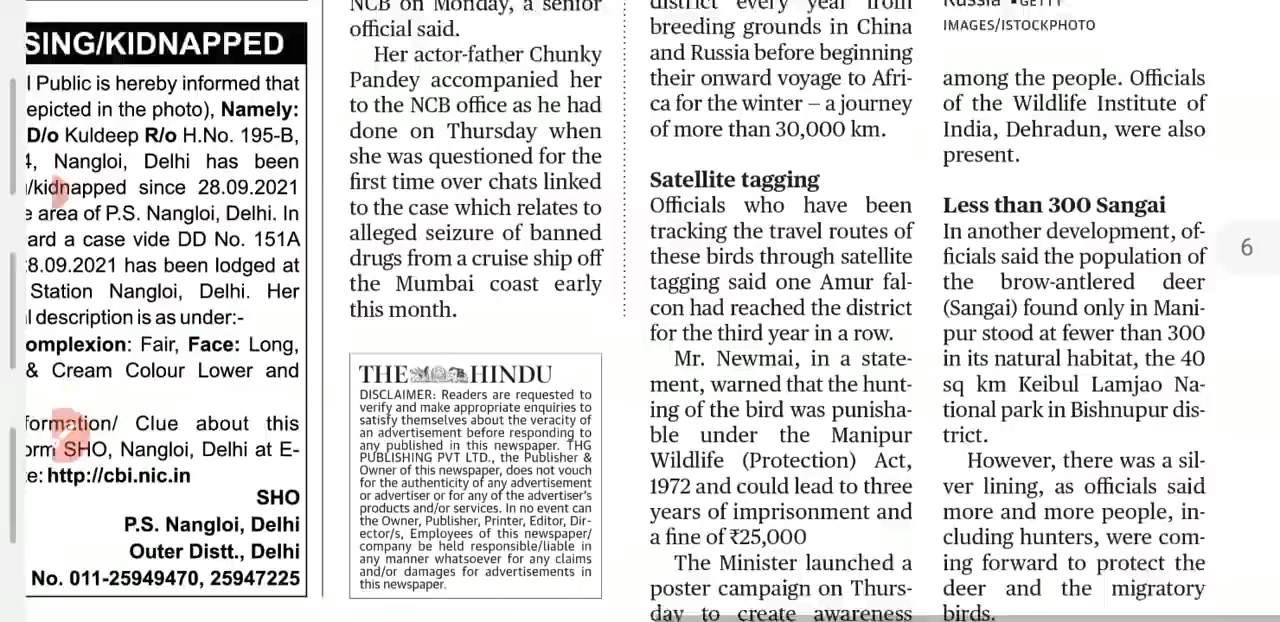 SING/KIDNAPPED
l Public is hereby informed that
epicted in the photo), Namely:
D/o Kuldeep R/o H.No. 195-B,
4, Nangloi, Delhi has been
/kidnapped since 28.09.2021
e area of P.S. Nangloi, Delhi. In
ard a case vide DD No. 151A
8.09.2021 has been lodged at
Station Nangloi, Delhi. Her
l description is as under:-
omplexion: Fair, Face: Long,
& Cream Colour Lower and
formation/ Clue about this
orm SHO, Nangloi, Delhi at E-
e: http://cbi.nic.in
SHO
P.S. Nangloi, Delhi
Outer Distt., Delhi
No. 011-25949470, 25947225
NCB on Monday, a senior
official said.
Her actor-father Chunky
Pandey accompanied her
to the NCB office as he had
done on Thursday when
she was questioned for the
first time over chats linked
to the case which relates to
alleged seizure of banned
drugs from a cruise ship off
the Mumbai coast early
this month.
THE HINDU
DISCLAIMER: Readers are requested to
verify and make appropriate enquiries to
satisfy themselves about the veracity of
an advertisement before responding to
any published in this newspaper. THG
PUBLISHING PVT LTD., the Publisher &
Owner of this newspaper, does not vouch
for the authenticity of any advertisement
or advertiser or for any of the advertiser's
products and/or services. In no event can
the Owner, Publisher, Printer, Editor, Dir-
ector/s, Employees of this newspaper/
company be held responsible/liable in
any manner whatsoever for any claims
and/or damages for advertisements in
this newspaper.
district every year from
breeding grounds in China
and Russia before beginning
their onward voyage to Afri-
ca for the winter – a journey
of more than 30,000 km.
Satellite tagging
Officials who have been
tracking the travel routes of
these birds through satellite
tagging said one Amur fal-
con had reached the district
for the third year in a row.
Mr. Newmai, in a state-
ment, warned that the hunt-
ing of the bird was punisha-
ble under the Manipur
Wildlife (Protection) Act,
1972 and could lead to three
years of imprisonment and
a fine of ₹25,000
The Minister launched a
poster campaign on Thurs-
day to create awareness
Russia ▪GETTY
IMAGES/ISTOCKPHOTO
among the people. Officials
of the Wildlife Institute of
India, Dehradun, were also
present.
Less than 300 Sangai
In another development, of-
ficials said the population of
the brow-antlered deer
(Sangai) found only in Mani-
pur stood at fewer than 300
in its natural habitat, the 40
sq km Keibul Lamjao Na-
tional park in Bishnupur dis-
trict.
However, there was a sil-
ver lining, as officials said
more and more people, in-
cluding hunters, were com-
ing forward to protect the
deer and the migratory
birds.
6